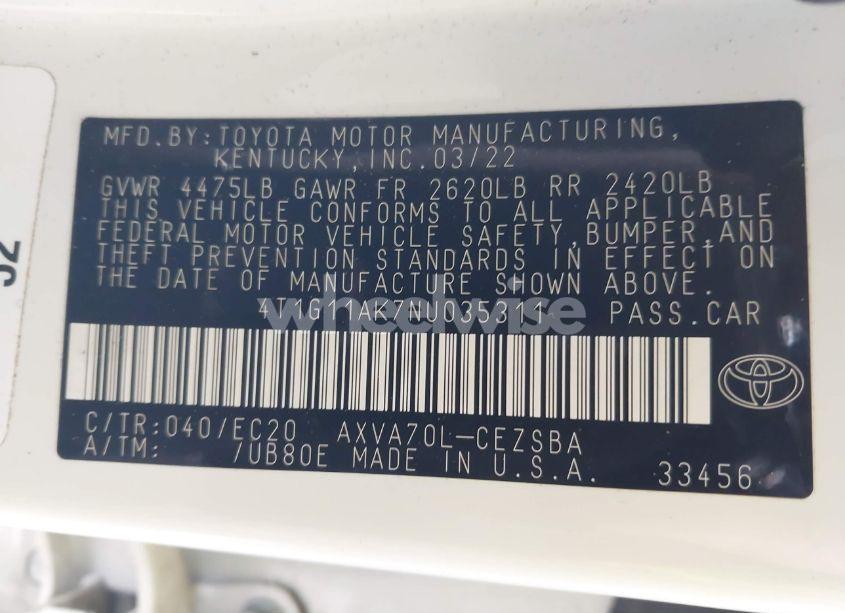 MFD.BY:TOYOTA MOTOR MANUFACTURING,
KENTUCKY,INC.03/22
GVWR 4475LB GAWR FR 2620LB RR 2420LB
THIS VEHICLE CONFORMS TO ALL APPLICABLE
FEDERAL MOTOR VEHICLE SAFETY,BUMPER,AND
THEFT PREVENTION STANDARDS IN EFFECT ON
THE DATE OF MANUFACTURE SHOWN ABOVE.
PASS.CAR
wheelwise
C/TR:040/EC20 AXVA70L-CEZSBA
A/TM: /UB80E MADE IN U.S.A.
33456